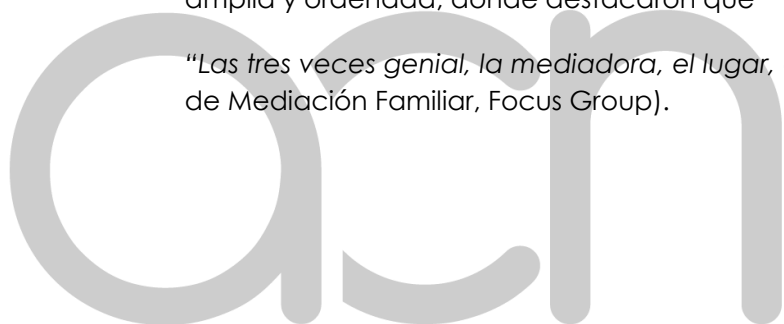 amplia y ordenada, donde destacaron que
“Las tres veces genial, la mediadora, el lugar,
de Mediación Familiar, Focus Group).
acn